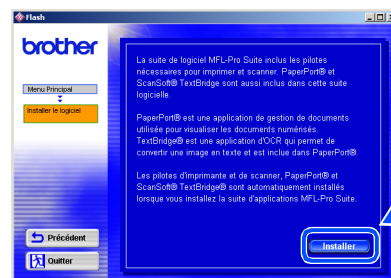 Flash
brother
Menu Principal
Installer le logiciel
La suite de logiciel MFL-Pro Suite inclus les pilotes
nécessaires pour imprimer et scanner. PaperPort® et
ScanSoft® TextBridge® sont aussi inclus dans cette suite
logicielle.
PaperPort® est une application de gestion de documents
utilisée pour visualiser les documents numérisés.
TextBridge® est une application d'OCR qui permet de
convertir une image en texte et est incluse dans PaperPort®.
Les pilotes d'imprimante et de scanner, PaperPort® et
ScanSoft® TextBridge® sont automatiquement installés
lorsque vous installez la suite d'applications MFL-Pro Suite.
Précédent
Quitter
Installer